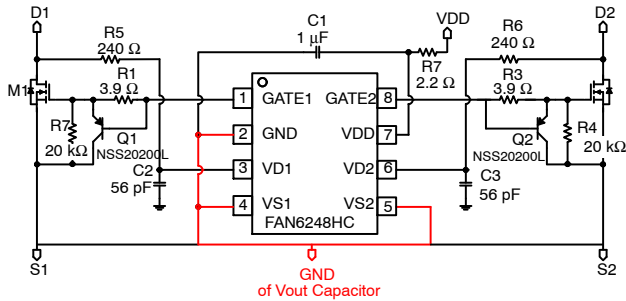 D1
D2
C1
1 µF
VDD
R5
240 Ω
R6
240 Ω
R7
2.2 Ω
M1
R1
3.9 Ω
R3
3.9 Ω
1
GATE1
GATE2
8
2
GND
VDD
7
3
VD1
VD2
6
4
VS1
VS2
5
FAN6248HC
R7
20 kΩ
Q1
NSS20200L
C2
56 pF
Q2
NSS20200L
R4
20 kΩ
C3
56 pF
S1
S2
GND
of Vout Capacitor